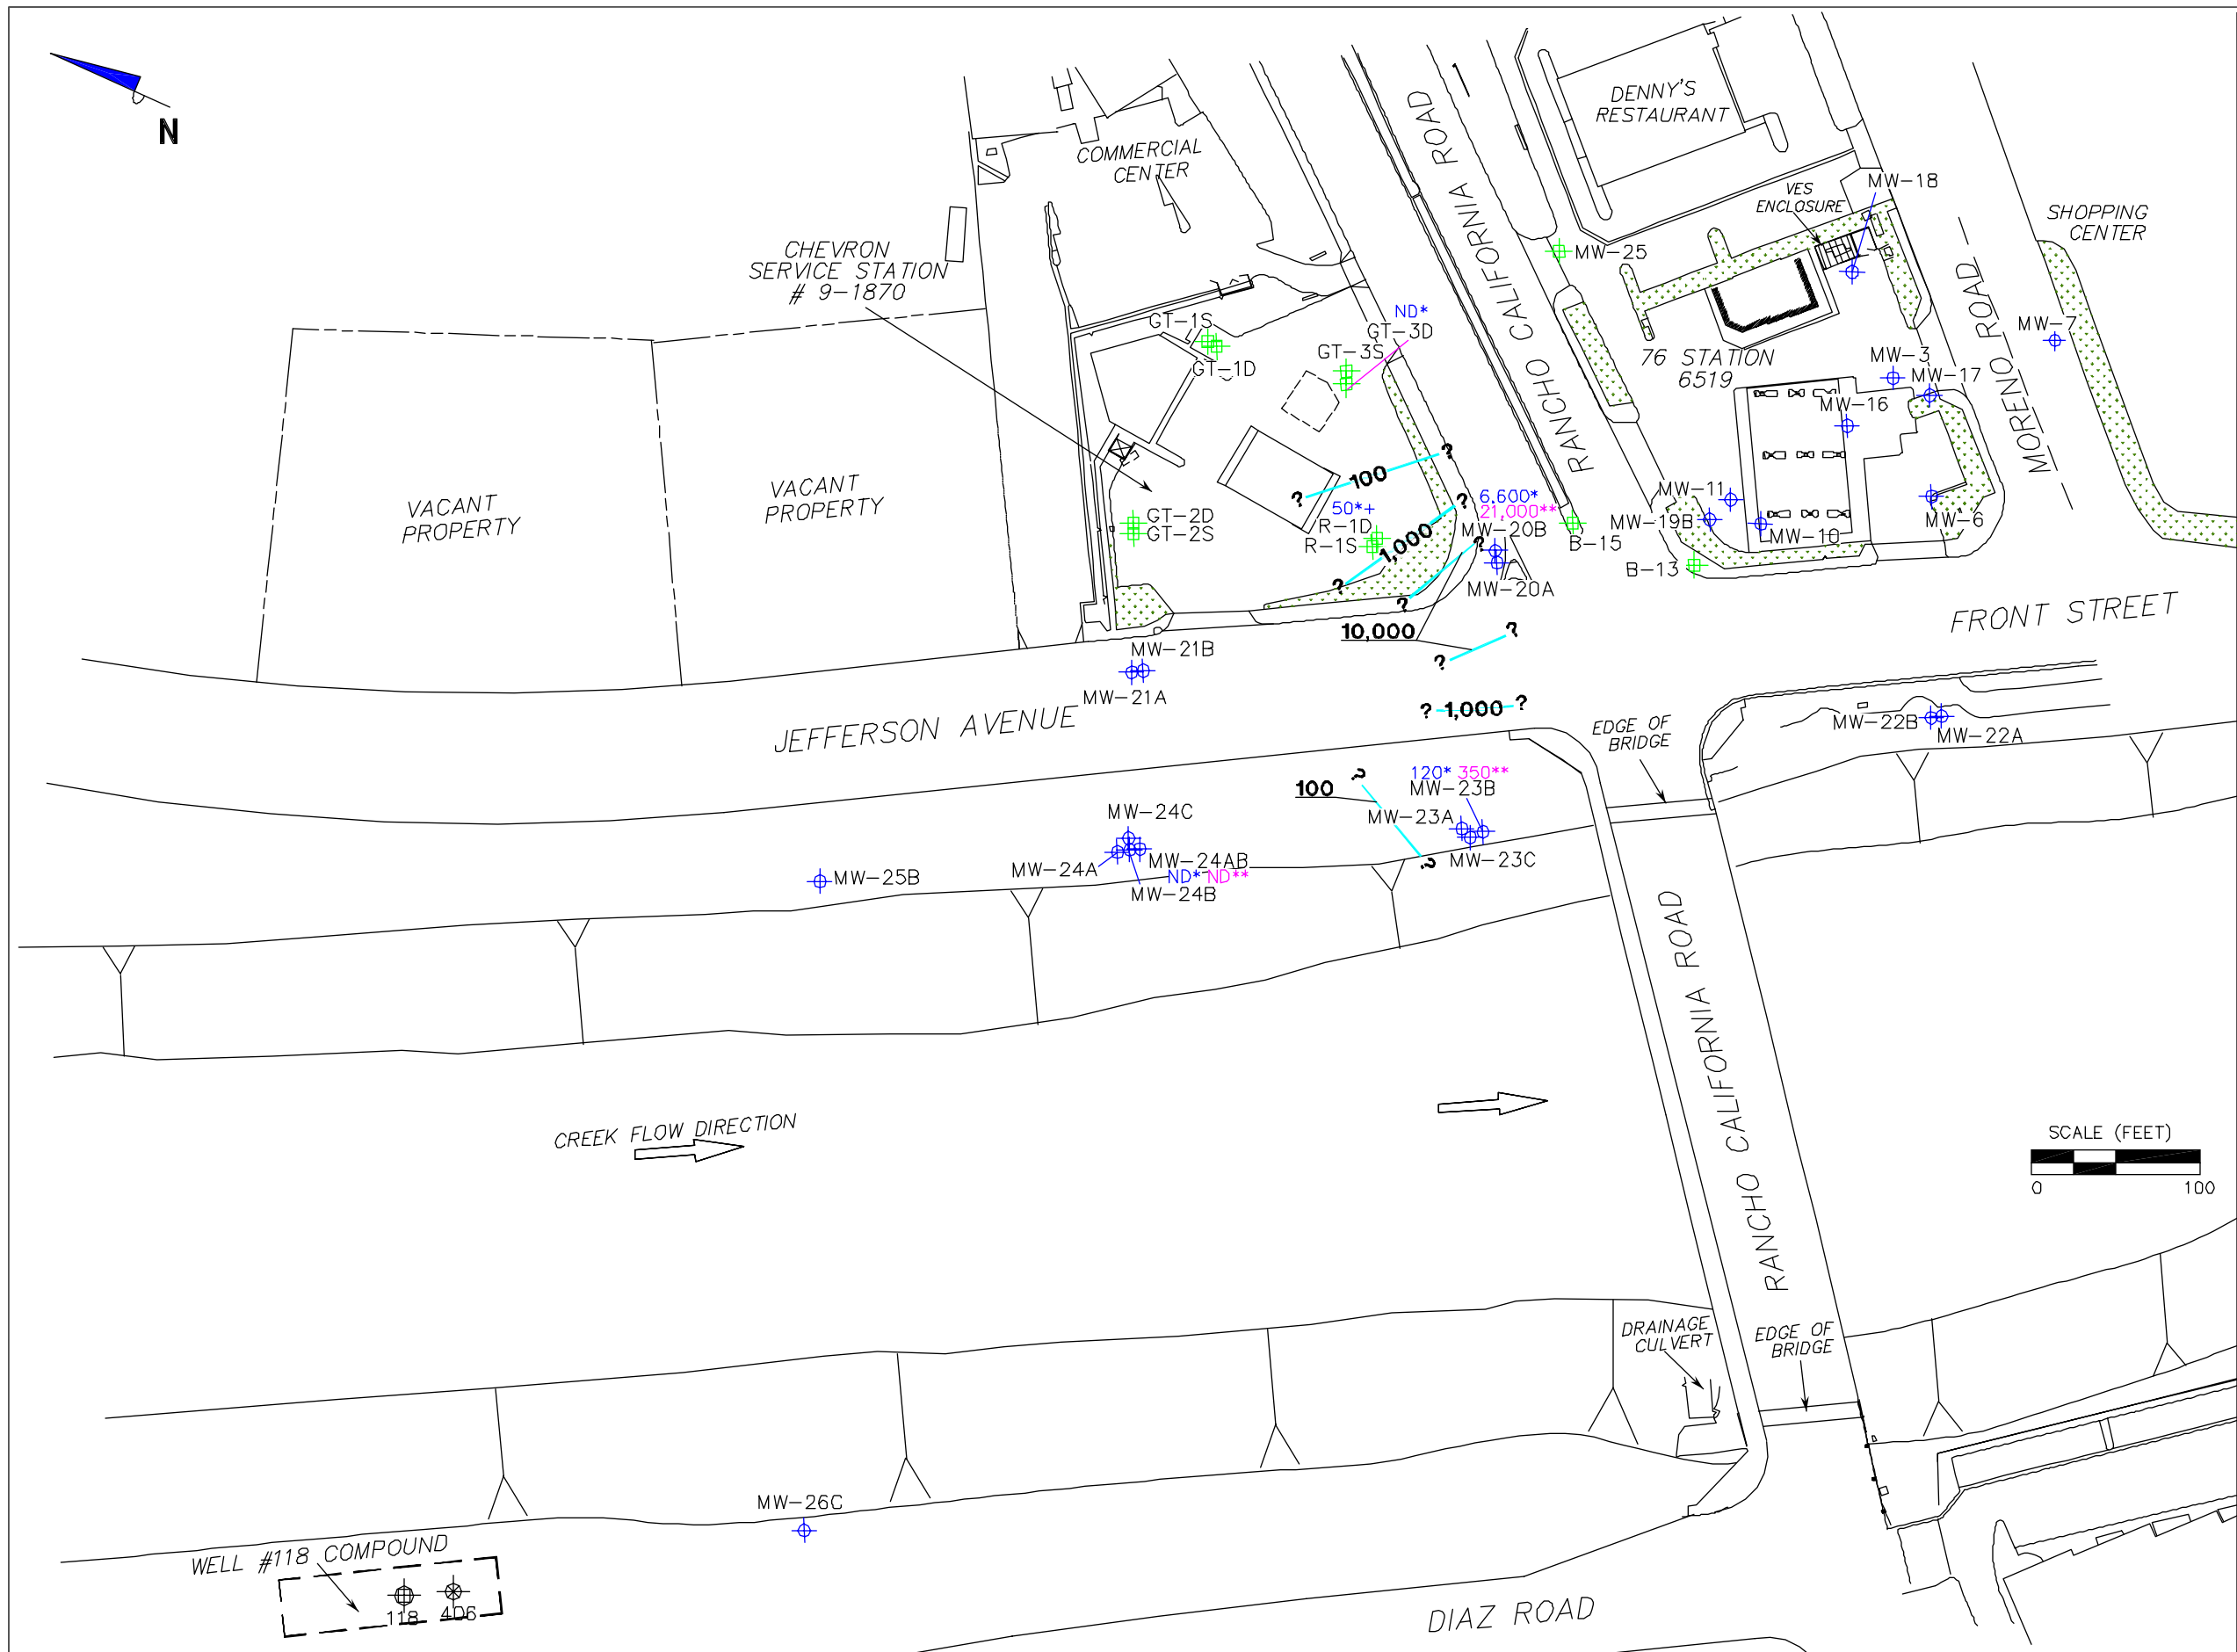 N
COMMERCIAL
CENTER
CHEVRON
SERVICE STATION
# 9-1870
DENNY'S
RESTAURANT
VES
ENCLOSURE
MW-18
SHOPPING
CENTER
RANCHO CALIFORNIA ROAD
MW-25
MW-7
MORENO ROAD
76 STATION
6519
MW-3
MW-17
MW-16
GT-1S
GT-1D
ND*
GT-3D
GT-3S
VACANT
PROPERTY
VACANT
PROPERTY
? 100 ?
50*+
R-1D
R-1S
? 1,000 ?
6,600*
21,000**
MW-20B
MW-20A
B-15
MW-11
MW-19B
MW-10
MW-6
B-13
GT-2D
GT-2S
? ?
10,000
? ?
FRONT STREET
MW-21B
MW-21A
JEFFERSON AVENUE
? 1,000 ?
EDGE OF
BRIDGE
MW-22B
MW-22A
100
?
?
120* 350**
MW-23B
MW-23A
MW-23C
MW-24C
MW-24A
MW-24AB
ND* ND**
MW-24B
MW-25B
RANCHO CALIFORNIA ROAD
CREEK FLOW DIRECTION
SCALE (FEET)
0 100
DRAINAGE
CULVERT
EDGE OF
BRIDGE
MW-26C
WELL #118 COMPOUND
118 406
DIAZ ROAD